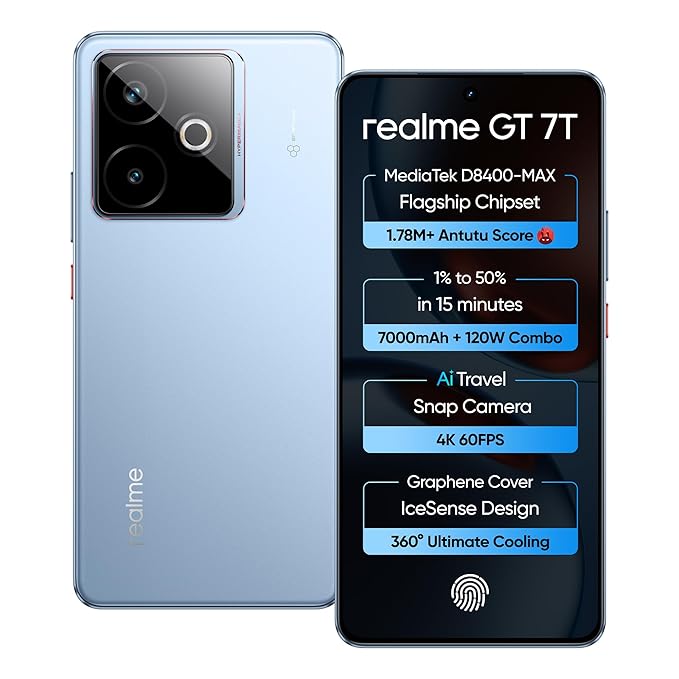 HYPERIMAGE+
realme
realme GT 7T
MediaTek D8400-MAX
Flagship Chipset
1.78M+ Antutu Score
1% to 50%
in 15 minutes
7000mAh + 120W Combo
Ai Travel
Snap Camera
4K 60FPS
Graphene Cover
IceSense Design
360° Ultimate Cooling